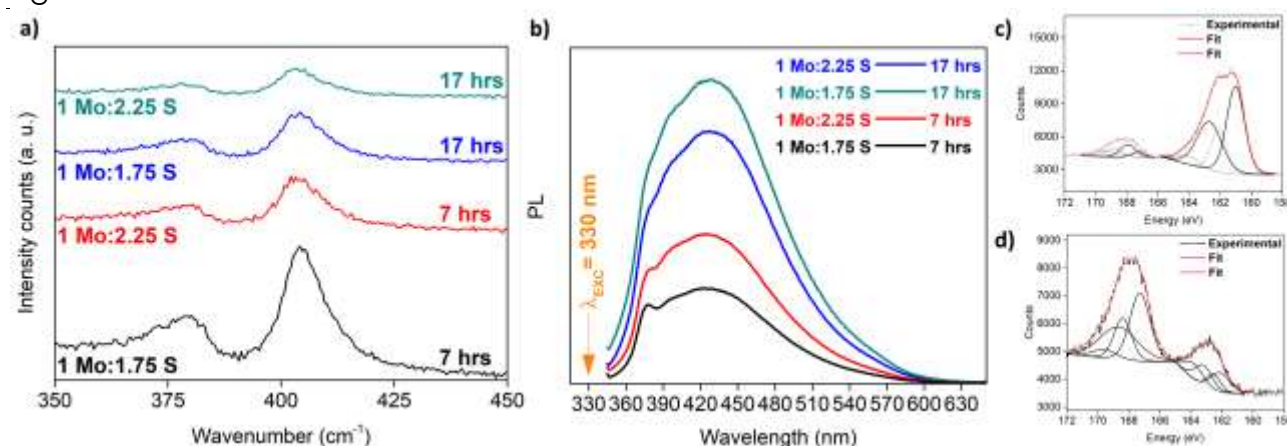 a)
17 hrs
1 Mo:2.25 S
17 hrs
1 Mo:1.75 S
7 hrs
1 Mo:2.25 S
7 hrs
1 Mo:1.75 S
Intensity counts (a. u.)
350 375 400 425 450
Wavenumber (cm⁻¹)
b)
1 Mo:2.25 S 17 hrs
1 Mo:1.75 S 17 hrs
1 Mo:2.25 S 7 hrs
1 Mo:1.75 S 7 hrs
λExc = 330 nm
PL
330 360 390 420 450 480 510 540 570 600 630
Wavelength (nm)
c)
Experimental
Fit
Fit
15000
12000
9000
6000
3000
Counts
172 170 168 166 164 162 160 158
Energy (eV)
d)
Experimental
Fit
Fit
9000
8000
7000
6000
5000
4000
3000
Counts
172 170 168 166 164 162 160
Energy (eV)